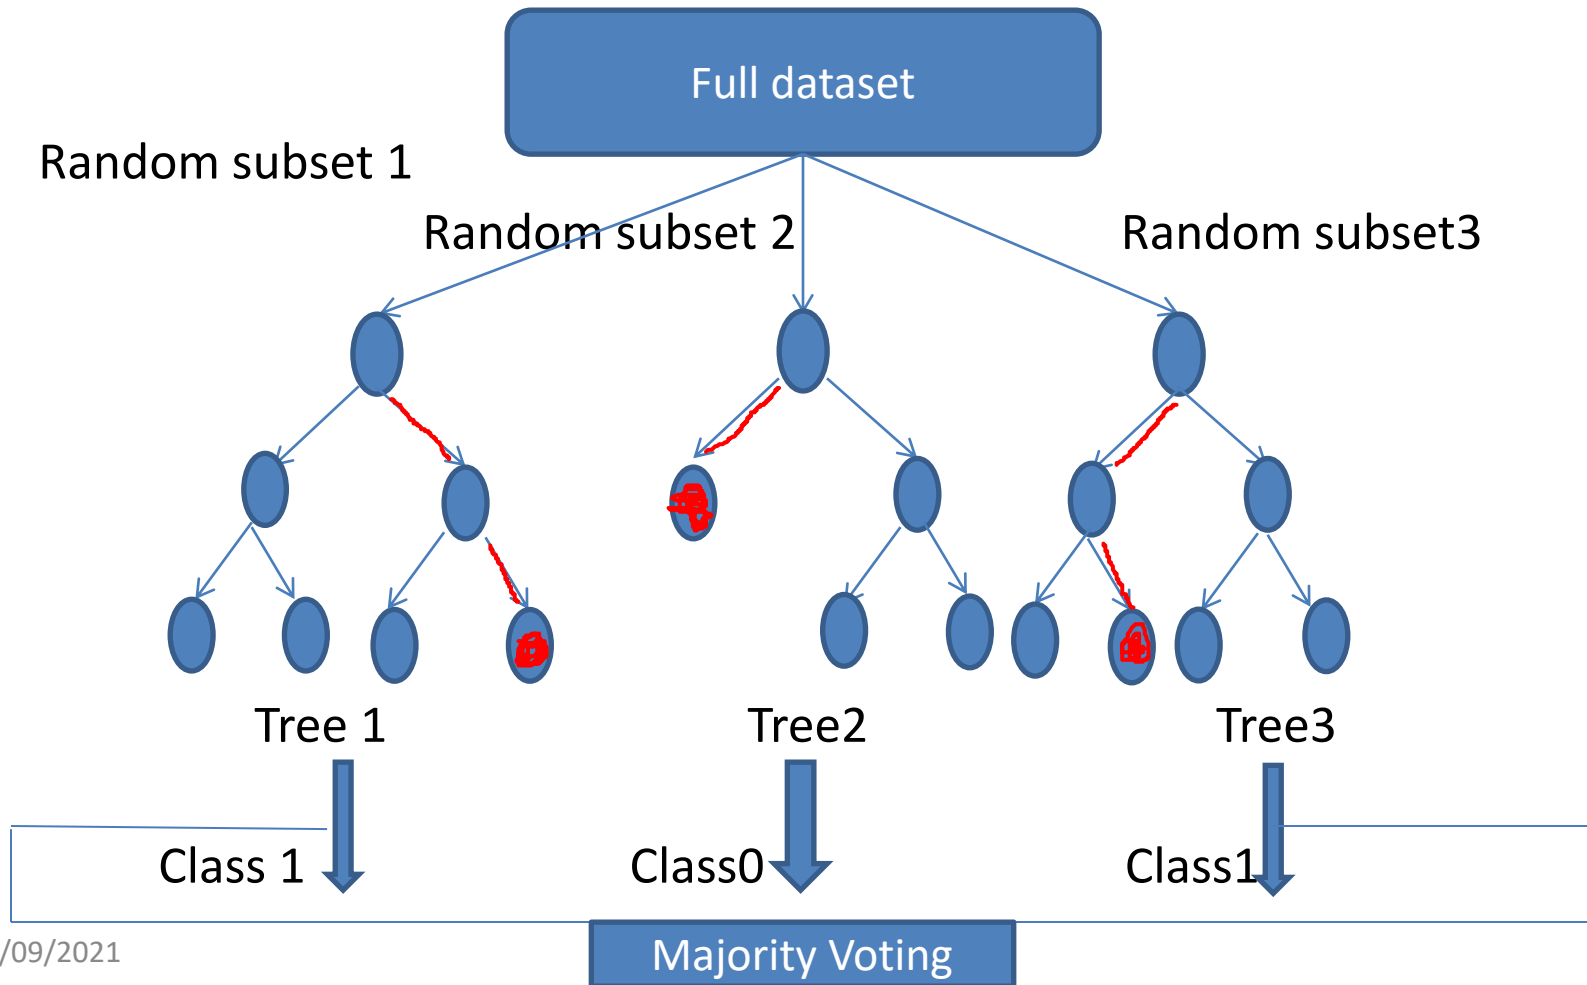 Full dataset
Random subset 1
Random subset 2
Random subset3
Tree 1
Tree2
Tree3
Class 1
Class0
Class1
/09/2021
Majority Voting